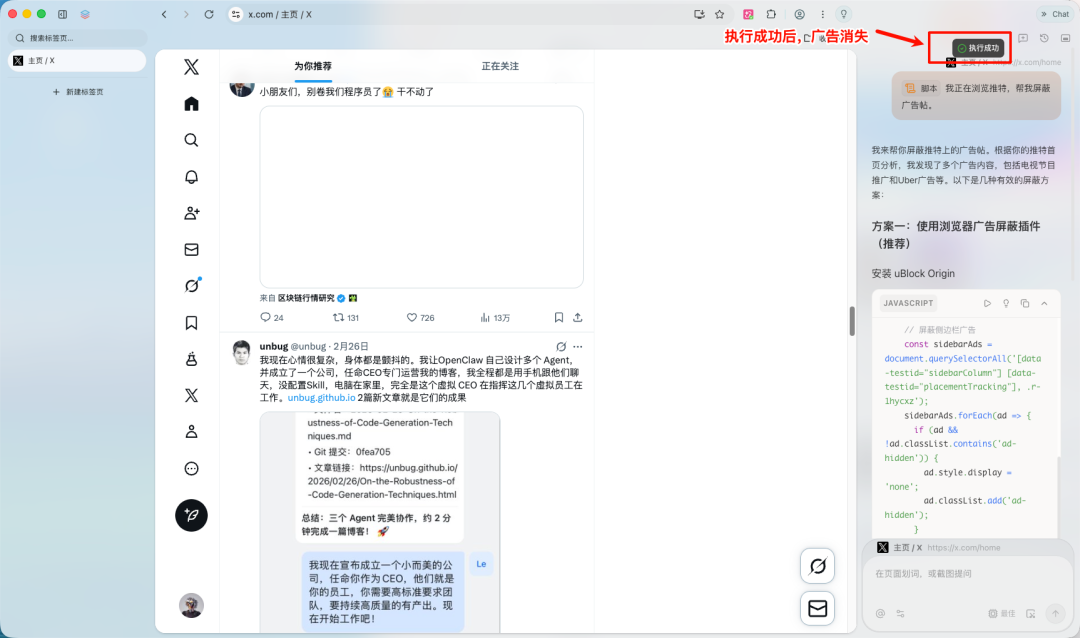 x.com / 主页 / X
Chat
搜索标签页...
主页 / X
新建标签页
执行成功后，广告消失
执行成功
主页 / X https://x.com/home
为你推荐
正在关注
小朋友们，别卷我们程序员了😭 干不动了
来自 区块链行情研究
24
131
726
13万
unbug @unbug · 2月26日
我现在心情很复杂，身体都是颤抖的。我让OpenClaw 自己设计多个 Agent，
并成立了一个公司，任命CEO专门运营我的博客，我全程都是用手机跟他们聊
天，没配置Skill，电脑在家里，完全是这个虚拟 CEO 在指挥这几个虚拟员工在
工作。unbug.github.io 2篇新文章就是它们的成果
ustness-of-Code-Generation-Tech
niques.md
• Git 提交：0fea705
• 文章链接：https://unbug.github.io/
2026/02/26/On-the-Robustness-of
-Code-Generation-Techniques.html
总结：三个 Agent 完美协作，约 2 分
钟完成一篇博客！🚀
我现在宣布成立一个小而美的公
司，任命你作为 CEO，他们就是
你的员工，你需要高标准要求团
队，要持续高质量的有产出。现
在开始工作吧！
Le
脚本 我正在浏览推特，帮我屏蔽
广告帖。
我来帮你屏蔽推特上的广告帖。根据你的推特首
页分析，我发现了多个广告内容，包括电视节目
推广和Uber广告等。以下是几种有效的屏蔽方
案：
方案一：使用浏览器广告屏蔽插件
（推荐）
安装 uBlock Origin
JAVASCRIPT
// 屏蔽侧边栏广告
const sidebarAds =
document.querySelectorAll('[data
-testid="sidebarColumn"] [data-
testid="placementTracking"], .r-
1hycxz');
sidebarAds.forEach(ad => {
if (ad &&
!ad.classList.contains('ad-
hidden')) {
ad.style.display =
'none';
ad.classList.add('ad-
hidden');
}
主页 / X https://x.com/home
在页面划词，或截图提问
最佳